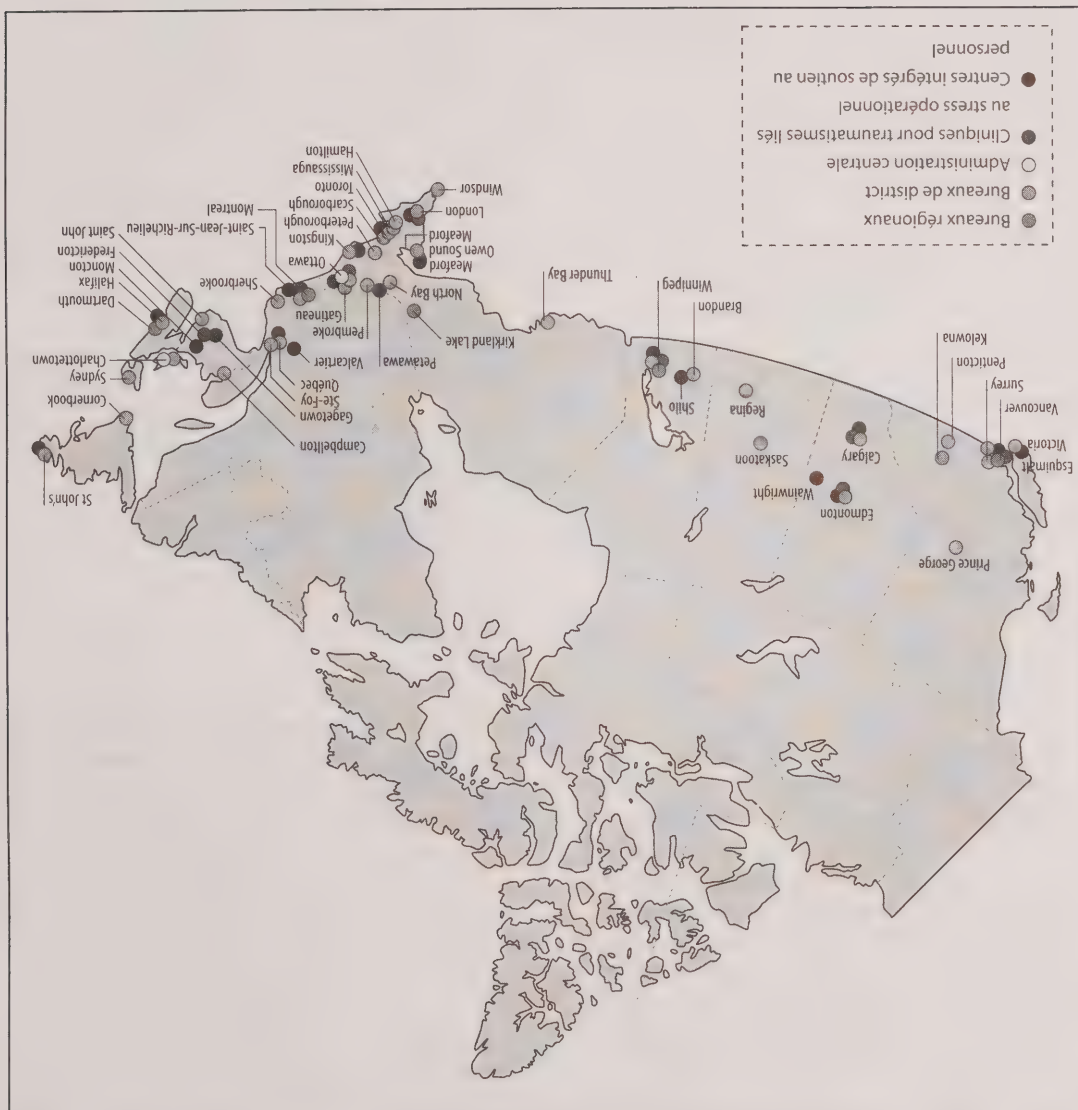 Prince George
Edmonton
Wainwright
Esquimalt
Victoria
Vancouver
Surrey
Penticton
Kelowna
Calgary
Saskatoon
Regina
Shilo
Brandon
Winnipeg
Thunder Bay
St John's
Cornerbrook
Sydney
Charlottetown
Dartmouth
Halifax
Moncton
Fredericton
Saint John
Campbellton
Gagetown
Ste-Foy
Québec
Valcartier
Sherbrooke
Saint-Jean-Sur-Richelieu
Montreal
Petawawa
Pembroke
Gatineau
Ottawa
Kingston
Peterborough
Scarborough
Toronto
Mississauga
Hamilton
Kirkland Lake
North Bay
Meaford
Owen Sound
Meaford
London
Windsor
Bureaux régionaux
Bureaux de district
Administration centrale
Cliniques pour traumatismes liés
au stress opérationnel
Centres intégrés de soutien au
personnel